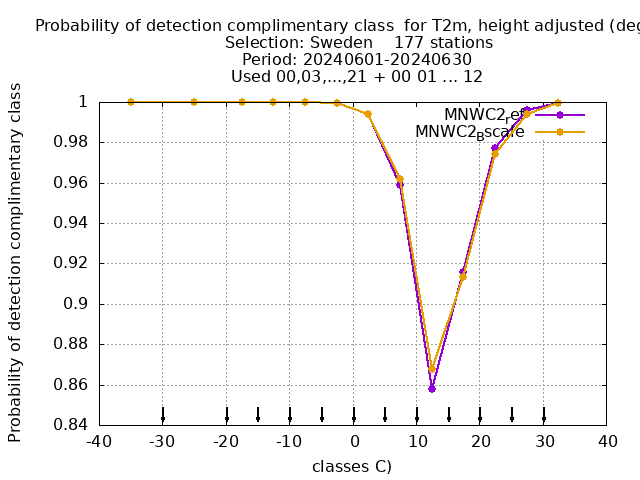 Probability of detection complimentary class  for T2m, height adjusted (deg
Selection: Sweden    177 stations
Period: 20240601-20240630
Used 00,03,...,21 + 00 01 ... 12
Probability of detection complimentary class
1
0.98
0.96
0.94
0.92
0.9
0.88
0.86
0.84
MNWC2ref
MNWC2Bscale
-40
-30
-20
-10
0
10
20
30
40
classes C)